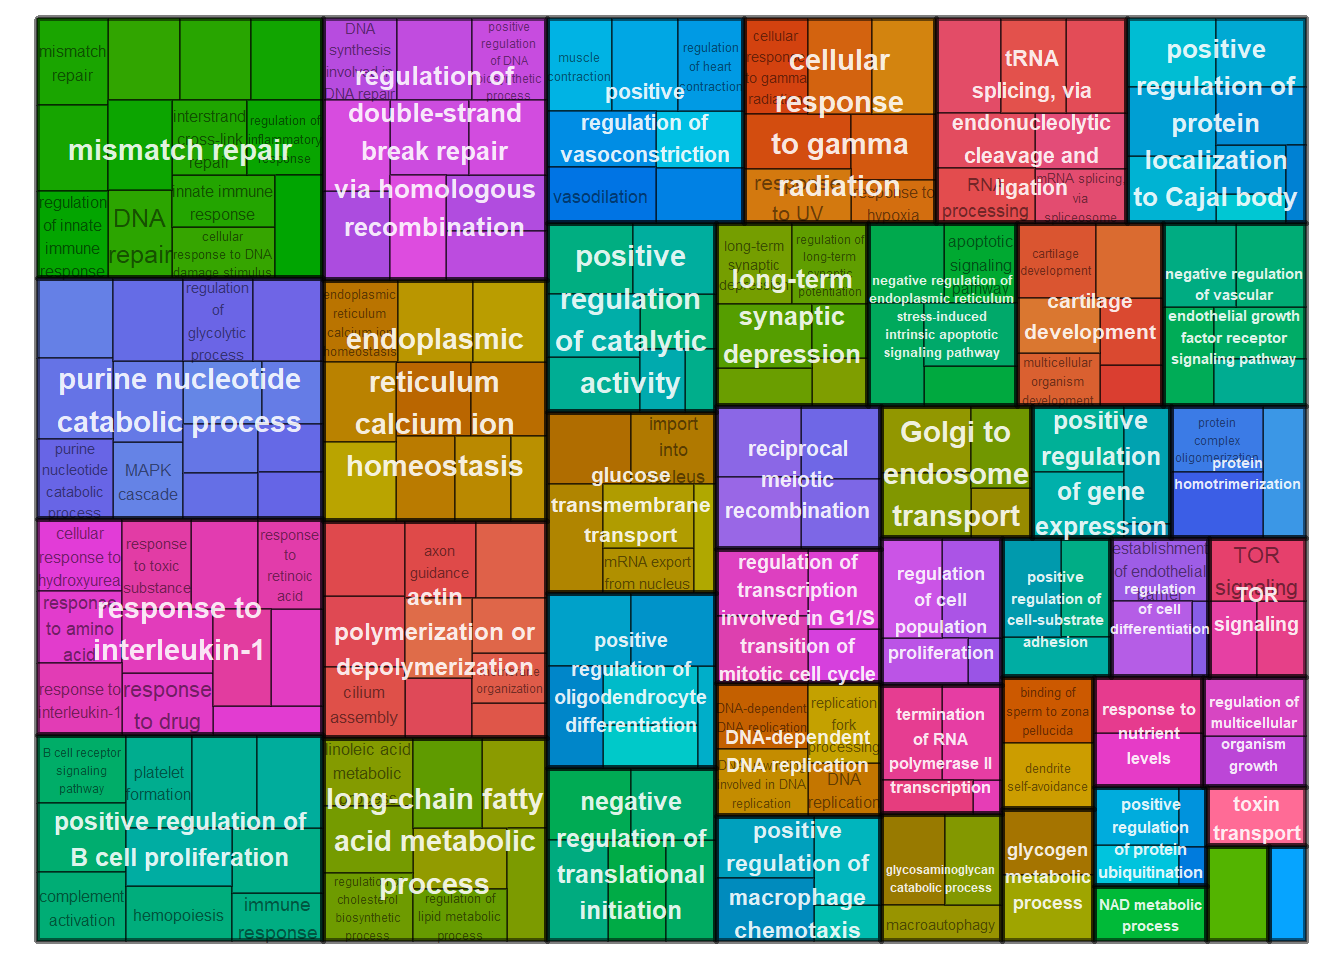 mismatch
repair
interstrand
cross-link
repair
regulation of
inflammatory
response
mismatch repair
innate immune
response
regulation
of innate
immune
response
DNA
repair
cellular
response to DNA
damage stimulus
DNA
synthesis
involved in
DNA repair
positive
regulation
of DNA
biosynthetic
process
regulation of
double-strand
break repair
via homologous
recombination
muscle
contraction
regulation
of heart
contraction
positive
regulation of
vasoconstriction
vasodilation
cellular
response
to gamma
radiation
cellular
response
to gamma
radiation
response
to UV
response to
hypoxia
tRNA
splicing, via
endonucleolytic
cleavage and
ligation
RNA
processing
mRNA splicing,
via
spliceosome
positive
regulation of
protein
localization
to Cajal body
regulation
of
glycolytic
process
purine nucleotide
catabolic process
purine
nucleotide
catabolic
process
MAPK
cascade
endoplasmic
reticulum
calcium ion
homeostasis
endoplasmic
reticulum
calcium ion
homeostasis
positive
regulation
of catalytic
activity
long-term
synaptic
depression
regulation of
long-term
synaptic
potentiation
long-term
synaptic
depression
apoptotic
signaling
pathway
negative regulation of
endoplasmic reticulum
stress-induced
intrinsic apoptotic
signaling pathway
cartilage
development
cartilage
development
multicellular
organism
development
negative regulation
of vascular
endothelial growth
factor receptor
signaling pathway
import
into
nucleus
glucose
transmembrane
transport
mRNA export
from nucleus
reciprocal
meiotic
recombination
Golgi to
endosome
transport
positive
regulation
of gene
expression
protein
complex
oligomerization
protein
homotrimerization
cellular
response to
hydroxyurea
response
to toxic
substance
response
to
retinoic
acid
response
to amino
acid
response to
interleukin-1
response to
interleukin-1
response
to drug
axon
guidance
actin
polymerization or
depolymerization
cilium
assembly
organization
positive
regulation of
oligodendrocyte
differentiation
regulation of
transcription
involved in G1/S
transition of
mitotic cell cycle
regulation
of cell
population
proliferation
positive
regulation of
cell-substrate
adhesion
establishment
of endothelial
barrier
regulation
of cell
differentiation
TOR
signaling
TOR
signaling
B cell receptor
signaling
pathway
platelet
formation
positive regulation of
B cell proliferation
complement
activation
hemopoiesis
immune
response
linoleic acid
metabolic
process
long-chain fatty
acid metabolic
process
regulation of
cholesterol
biosynthetic
process
regulation of
lipid metabolic
process
negative
regulation of
translational
initiation
DNA-dependent
DNA replication
replication
fork
processing
DNA-dependent
DNA replication
involved in DNA
replication
DNA
replication
positive
regulation of
macrophage
chemotaxis
termination
of RNA
polymerase II
transcription
binding of
sperm to zona
pellucida
dendrite
self-avoidance
response to
nutrient
levels
regulation of
multicellular
organism
growth
glycosaminoglycan
catabolic process
macroautophagy
glycogen
metabolic
process
positive
regulation
of protein
ubiquitination
toxin
transport
NAD metabolic
process